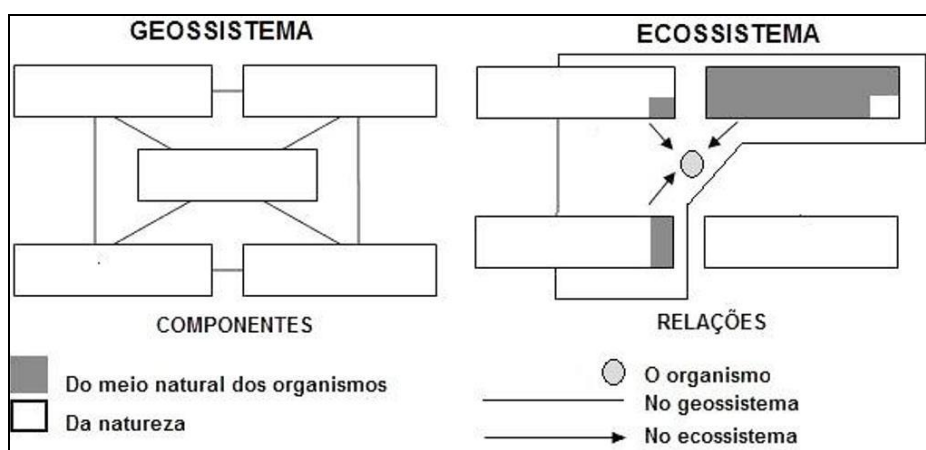 GEOSSISTEMA
ECOSSISTEMA
COMPONENTES
RELAÇÕES
Do meio natural dos organismos
Da natureza
O organismo
No geossistema
No ecossistema